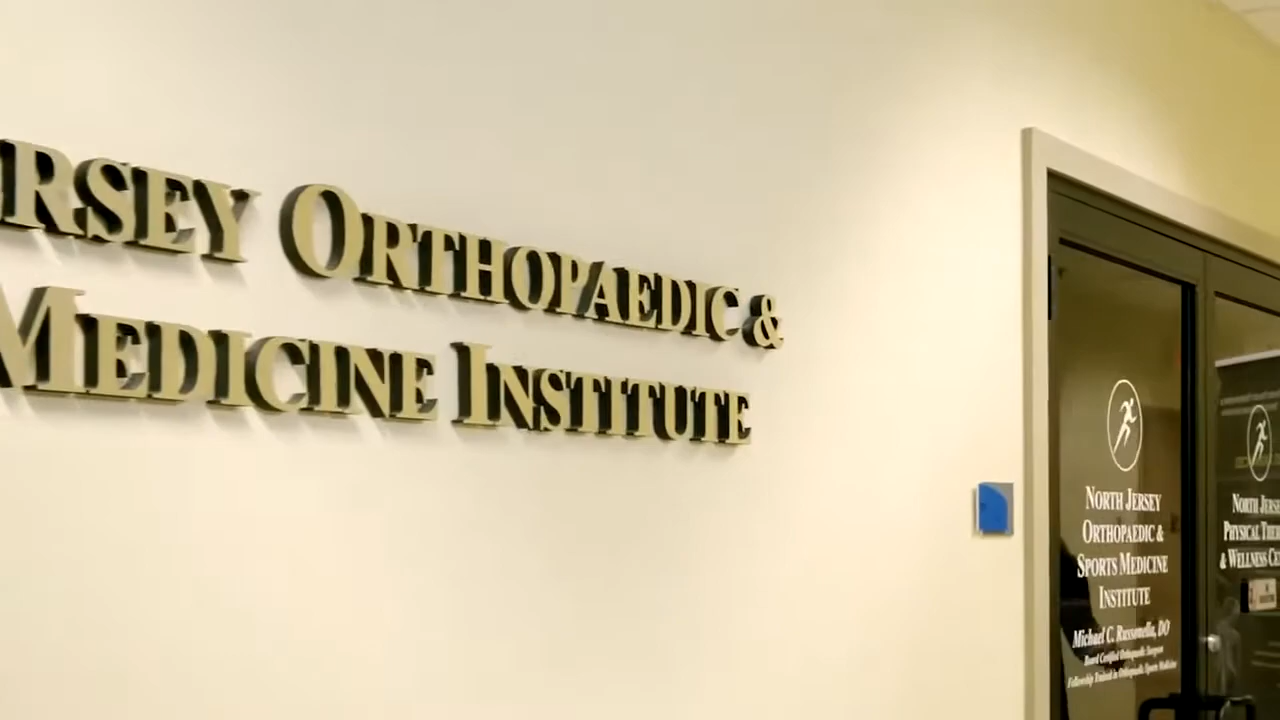 ERSEY ORTHOPAEDIC &
MEDICINE INSTITUTE
NORTH JERSEY
ORTHOPAEDIC &
SPORTS MEDICINE
INSTITUTE
Michael C. Russonella, DO
Board Certified Orthopaedic Surgeon
Fellowship Trained in Orthopaedic Sports Medicine
NORTH JERSE
PHYSICAL THER
& WELLNESS CE